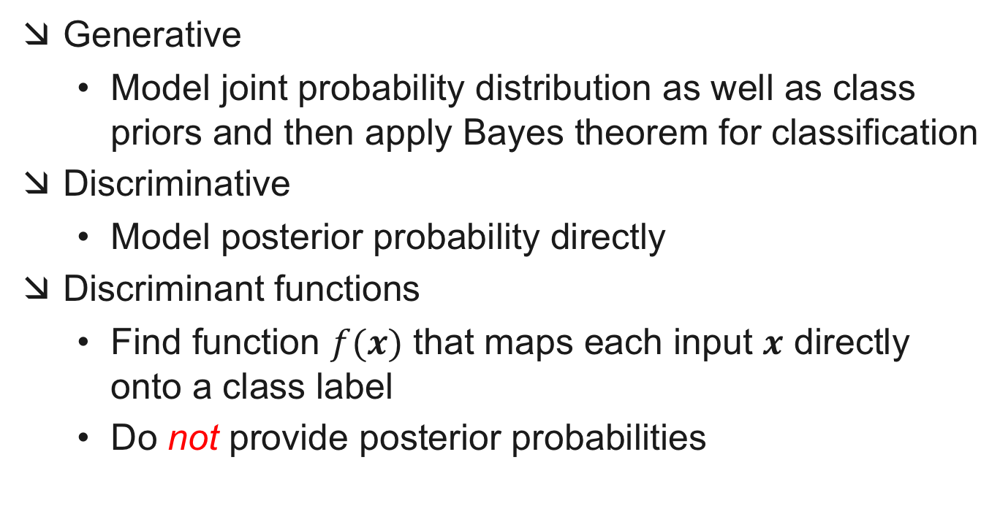 ↘ Generative
• Model joint probability distribution as well as class
priors and then apply Bayes theorem for classification
↘ Discriminative
• Model posterior probability directly
↘ Discriminant functions
• Find function f(x) that maps each input x directly
onto a class label
• Do not provide posterior probabilities